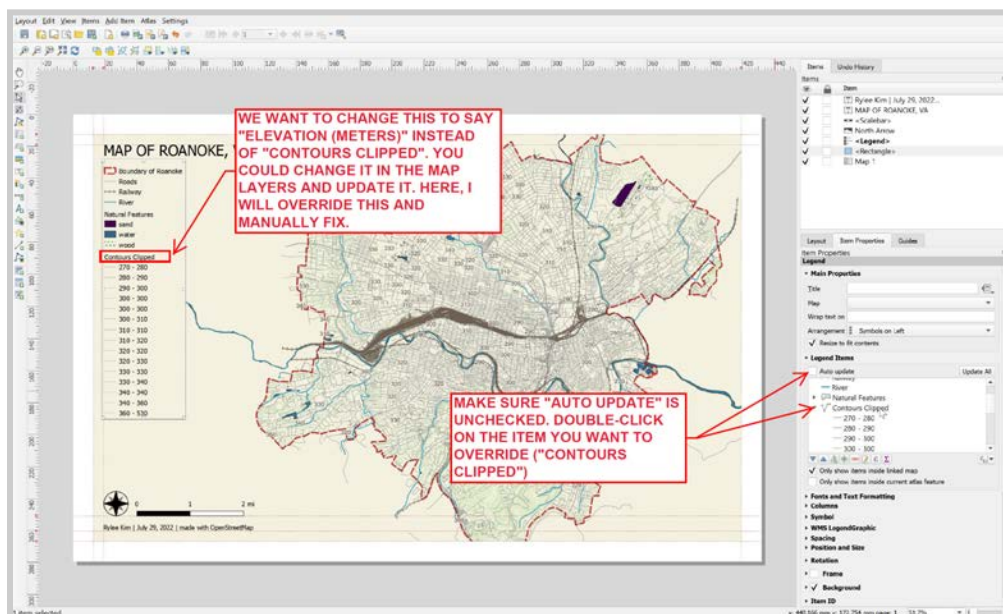 Layout Edit View Items Add Item Atlas Settings
Items Undo History
Items
Item
Rylee Kim | July 29, 2022...
MAP OF ROANOKE, VA
<Scalebar>
North Arrow
<Legend>
<Rectangle>
Map 1
WE WANT TO CHANGE THIS TO SAY
"ELEVATION (METERS)" INSTEAD
OF "CONTOURS CLIPPED". YOU
COULD CHANGE IT IN THE MAP
LAYERS AND UPDATE IT. HERE, I
WILL OVERRIDE THIS AND
MANUALLY FIX.
MAP OF ROANOKE,
Boundary of Roanoke
Roads
Railway
River
Natural Features
sand
water
wood
Contours Clipped
270 - 280
280 - 290
290 - 300
300 - 300
300 - 310
310 - 310
310 - 320
320 - 320
320 - 330
330 - 330
330 - 340
340 - 360
360 - 530
0 1 2 mi
Rylee Kim | July 29, 2022 | made with OpenStreetMap
MAKE SURE "AUTO UPDATE" IS
UNCHECKED. DOUBLE-CLICK
ON THE ITEM YOU WANT TO
OVERRIDE ("CONTOURS
CLIPPED")
Layout Item Properties Guides
Item Properties
Legend
Main Properties
Title
Map
Wrap text on
Arrangement Symbols on Left
Resize to fit contents
Legend Items
Auto update Update All
Railway
River
Natural Features
Contours Clipped
270 - 280
280 - 290
290 - 300
300 - 300
Only show items inside linked map
Only show items inside current atlas feature
Fonts and Text Formatting
Columns
Symbol
WMS LegendGraphic
Spacing
Position and Size
Rotation
Frame
Background
Item ID
1 item selected